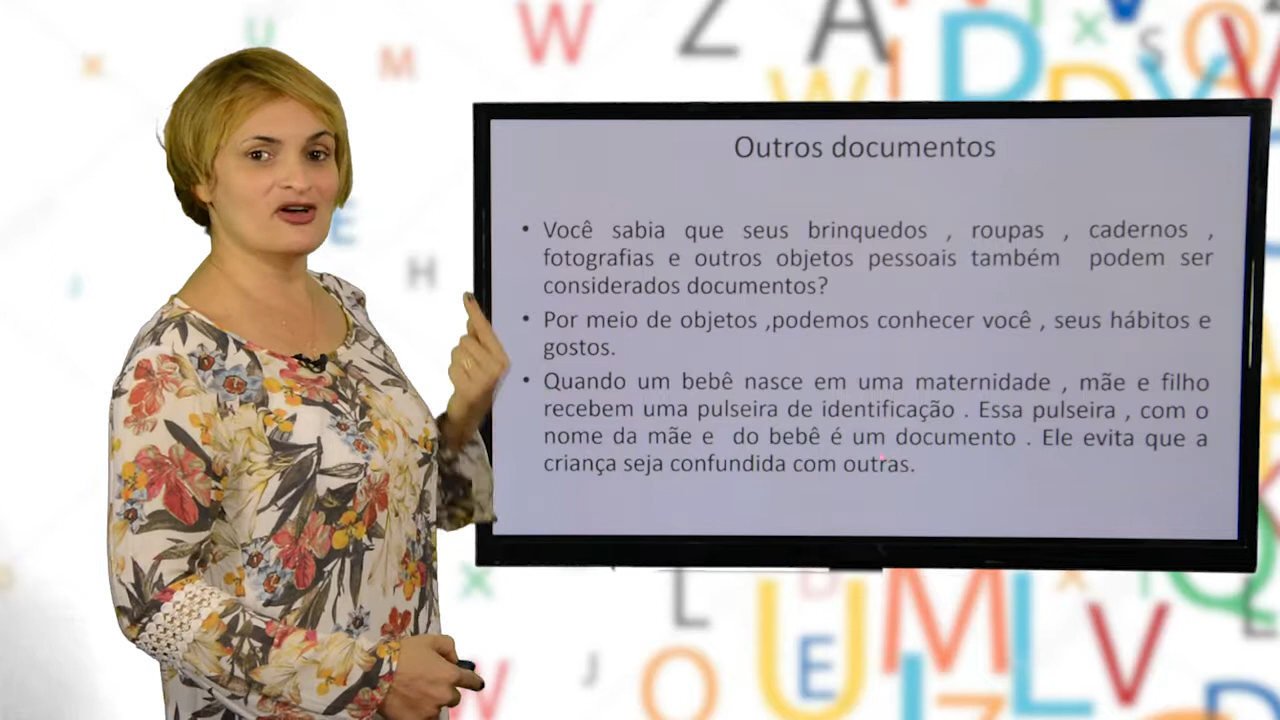 Outros documentos
• Você sabia que seus brinquedos , roupas , cadernos ,
fotografias e outros objetos pessoais também podem ser
considerados documentos?
• Por meio de objetos ,podemos conhecer você , seus hábitos e
gostos.
• Quando um bebê nasce em uma maternidade , mãe e filho
recebem uma pulseira de identificação . Essa pulseira , com o
nome da mãe e do bebê é um documento . Ele evita que a
criança seja confundida com outras.